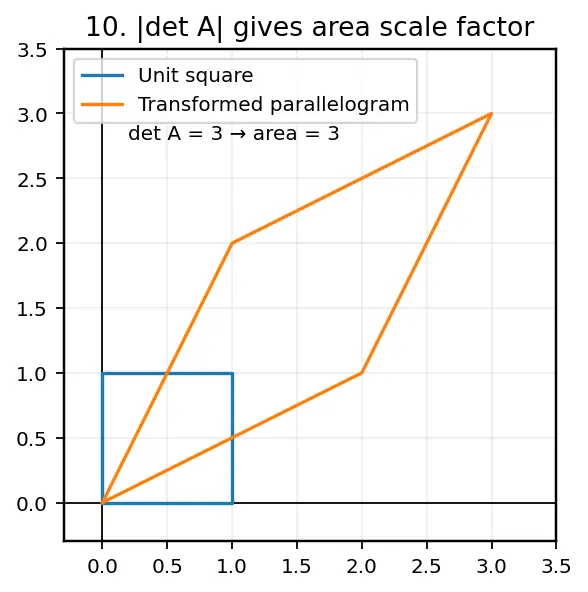 10. |det A| gives area scale factor
Unit square
Transformed parallelogram
det A = 3 → area = 3
3.5
3.0
2.5
2.0
1.5
1.0
0.5
0.0
0.0 0.5 1.0 1.5 2.0 2.5 3.0 3.5